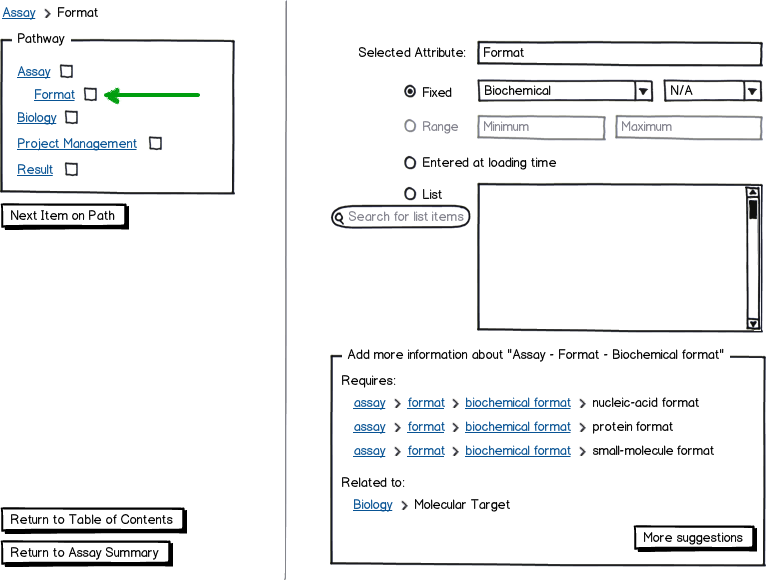 Assay > Format
Pathway
Assay
Format
Biology
Project Management
Result
Next Item on Path
Return to Table of Contents
Return to Assay Summary
Selected Attribute: Format
Fixed Biochemical N/A
Range Minimum Maximum
Entered at loading time
List
Search for list items
Add more information about "Assay - Format - Biochemical format"
Requires:
assay > format > biochemical format > nucleic-acid format
assay > format > biochemical format > protein format
assay > format > biochemical format > small-molecule format
Related to:
Biology > Molecular Target
More suggestions